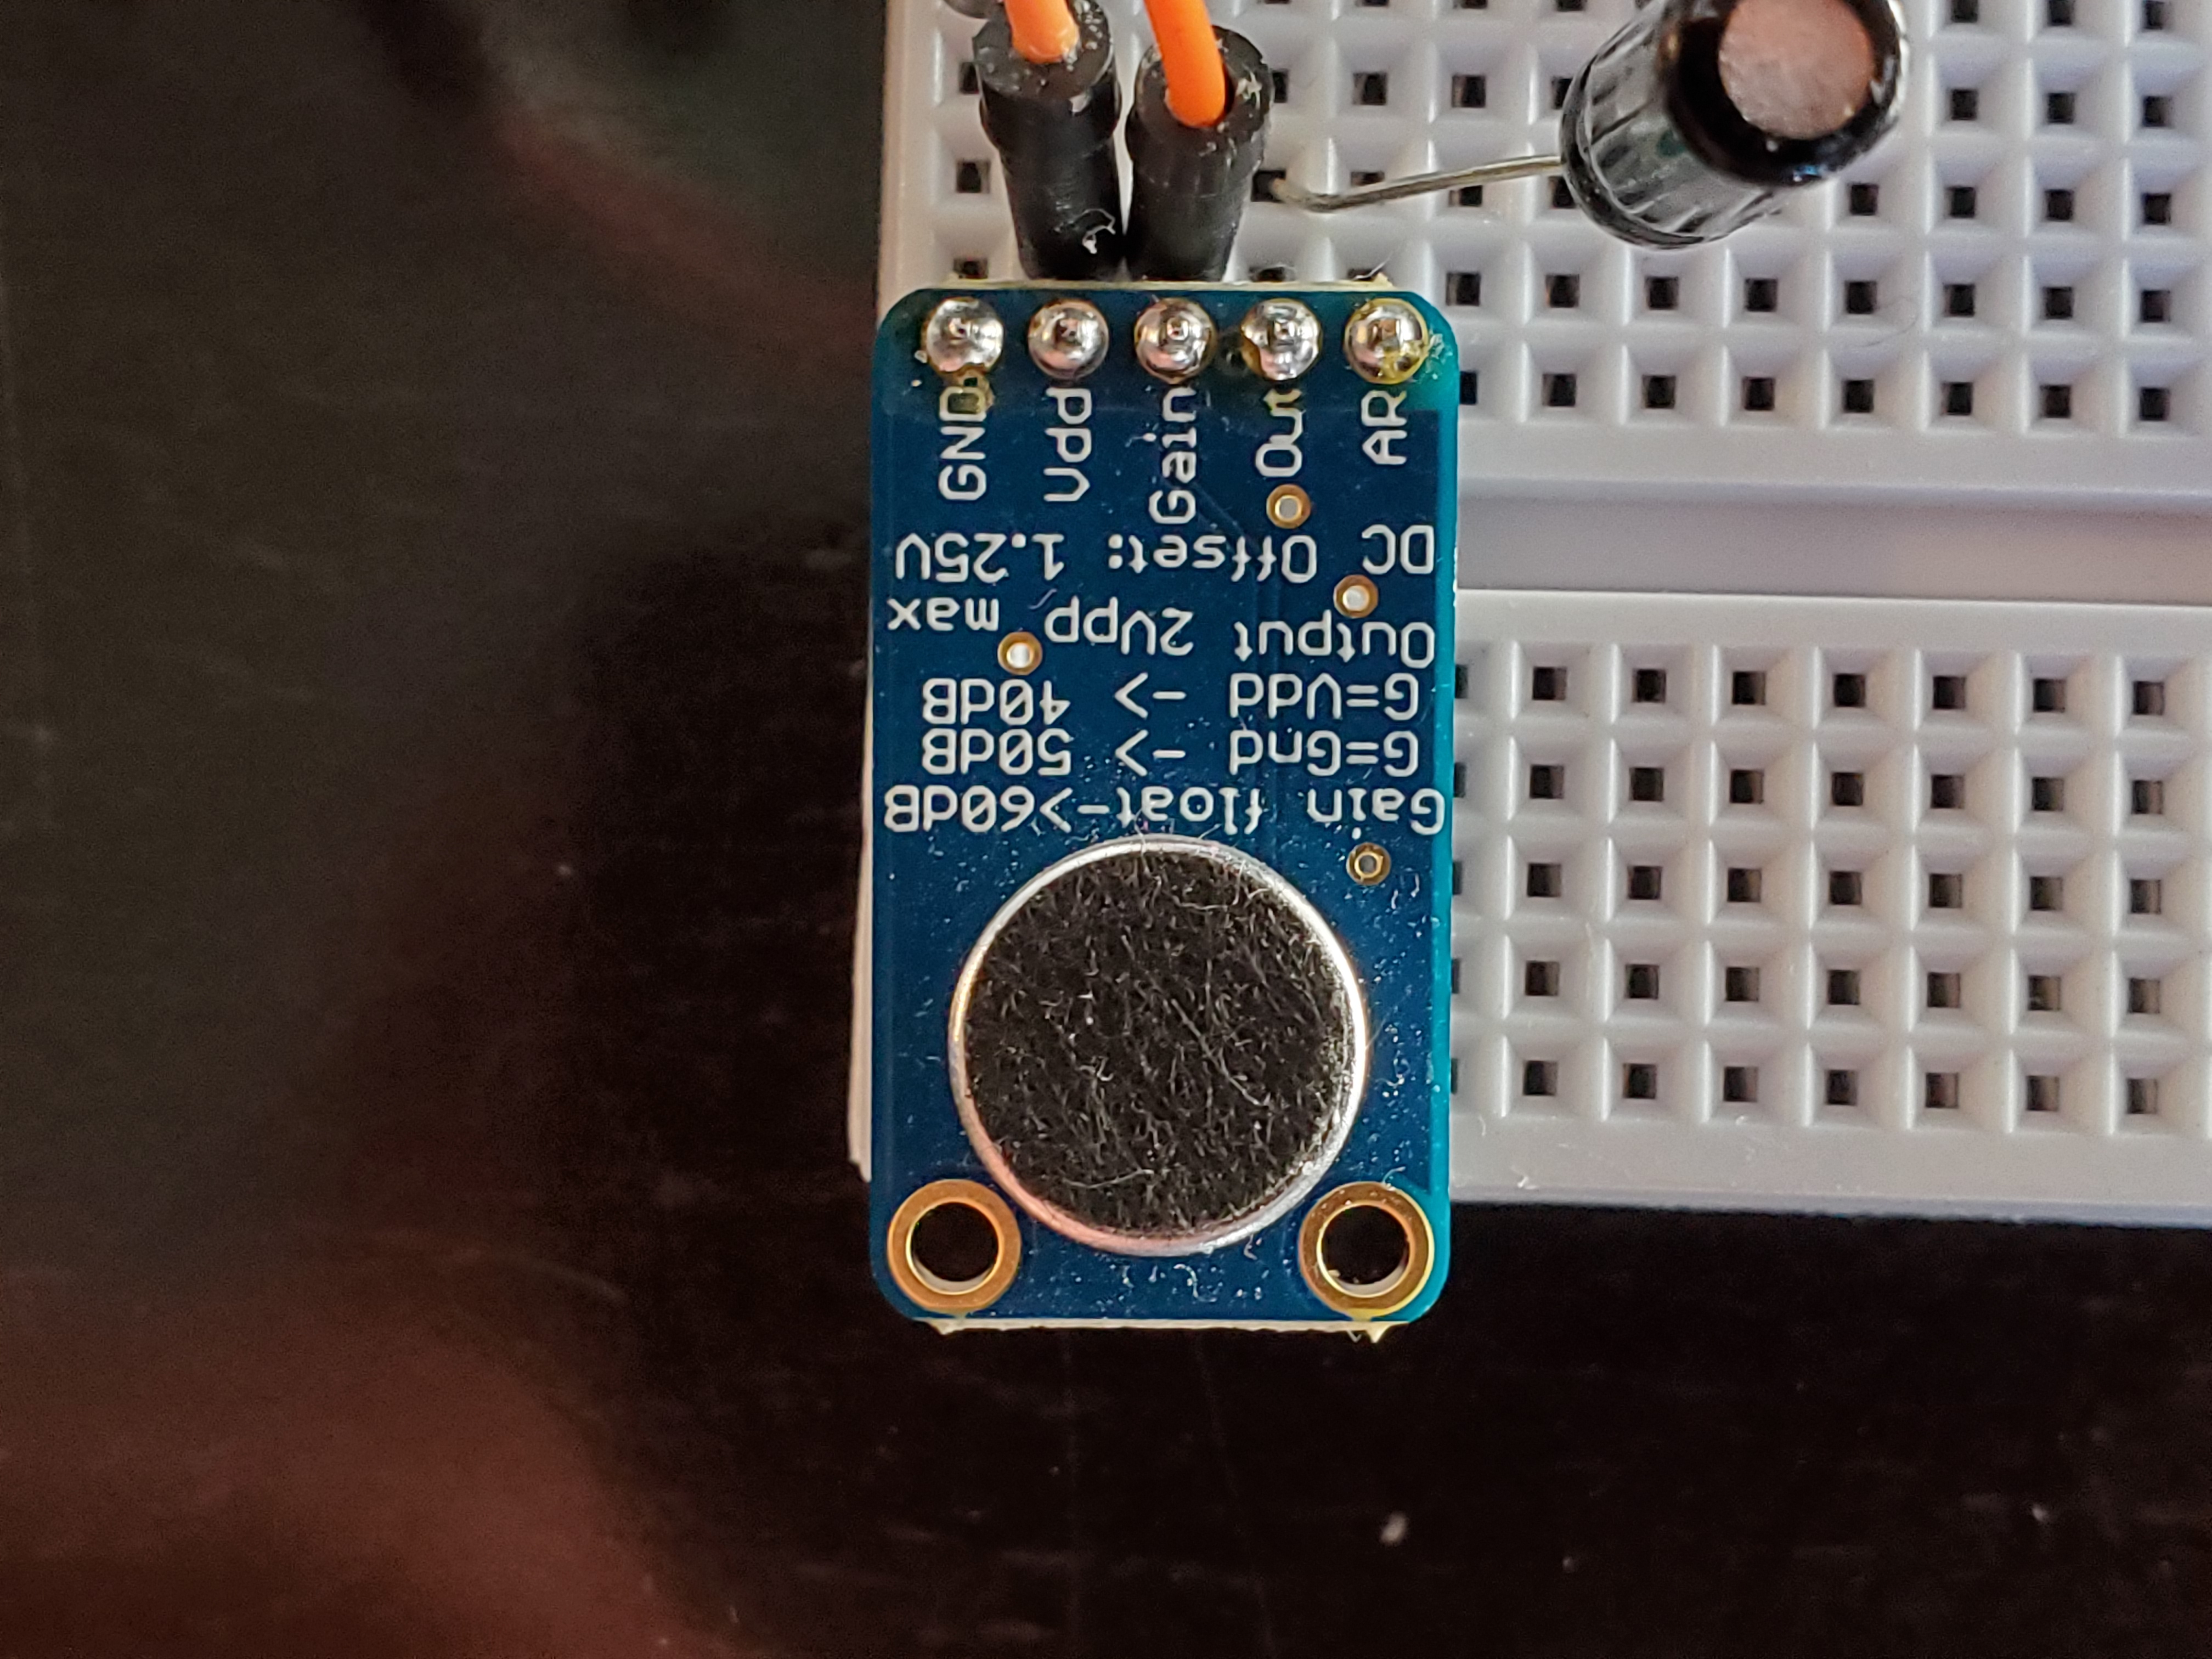 GND
Vdd
Gain
Out
AR
Gain float->60dB
G=Gnd -> 50dB
G=Vdd -> 40dB
Output 2Vpp max
DC Offset: 1.25V